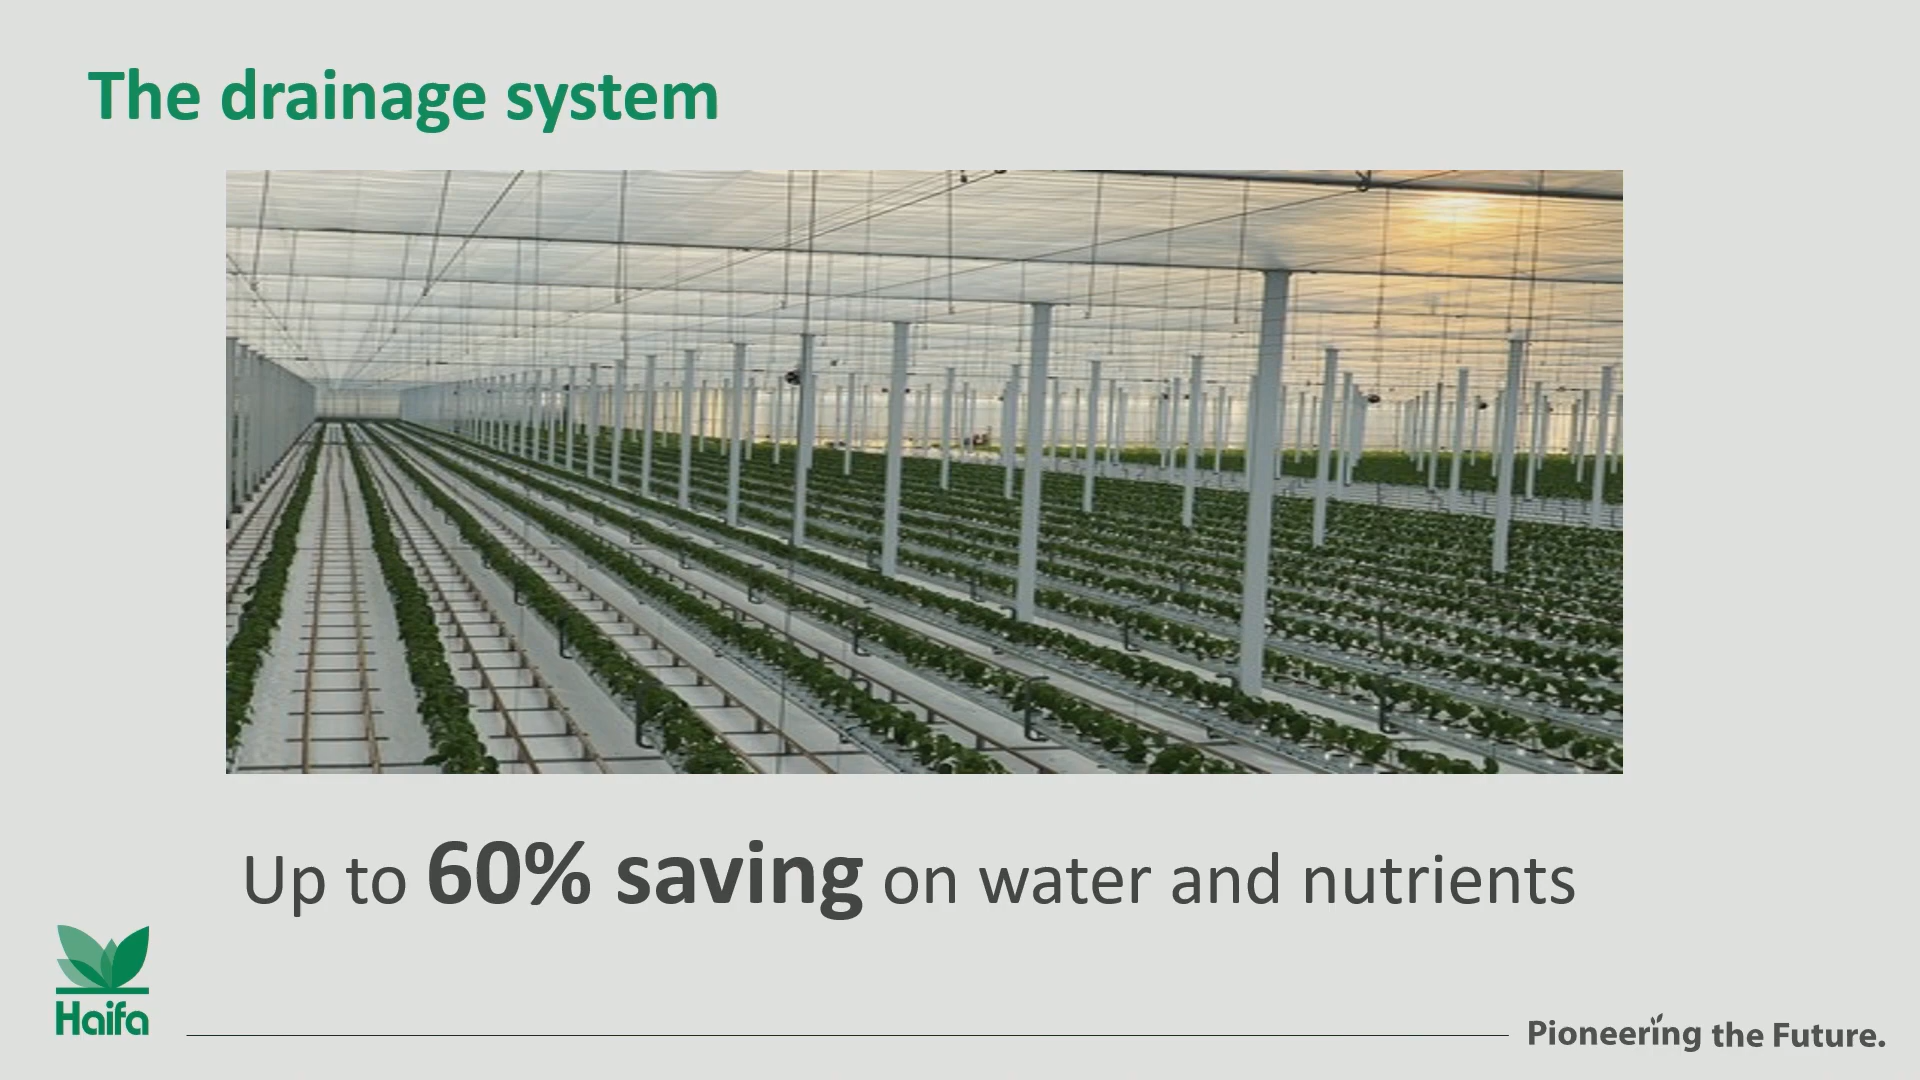 The drainage system
Up to 60% saving on water and nutrients
Haifa
Pioneering the Future.